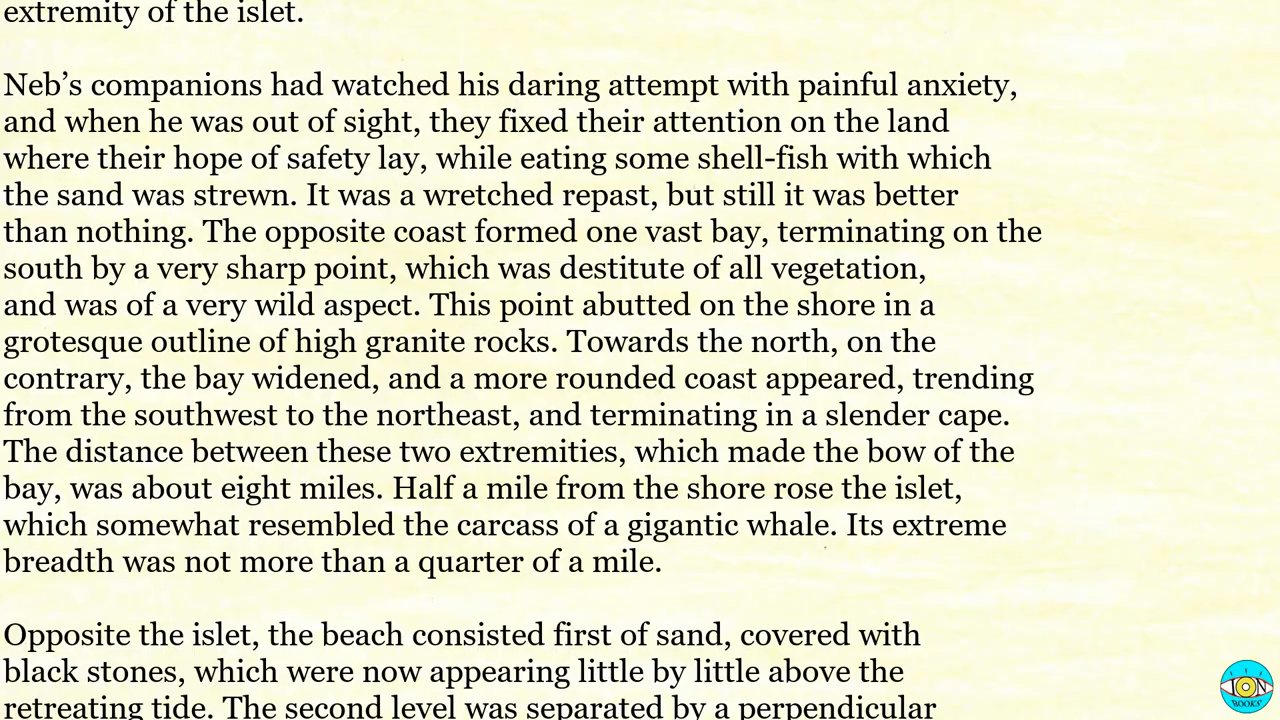 extremity of the islet.
Neb’s companions had watched his daring attempt with painful anxiety,
and when he was out of sight, they fixed their attention on the land
where their hope of safety lay, while eating some shell-fish with which
the sand was strewn. It was a wretched repast, but still it was better
than nothing. The opposite coast formed one vast bay, terminating on the
south by a very sharp point, which was destitute of all vegetation,
and was of a very wild aspect. This point abutted on the shore in a
grotesque outline of high granite rocks. Towards the north, on the
contrary, the bay widened, and a more rounded coast appeared, trending
from the southwest to the northeast, and terminating in a slender cape.
The distance between these two extremities, which made the bow of the
bay, was about eight miles. Half a mile from the shore rose the islet,
which somewhat resembled the carcass of a gigantic whale. Its extreme
breadth was not more than a quarter of a mile.
Opposite the islet, the beach consisted first of sand, covered with
black stones, which were now appearing little by little above the
retreating tide. The second level was separated by a perpendicular
ION
BOOKS